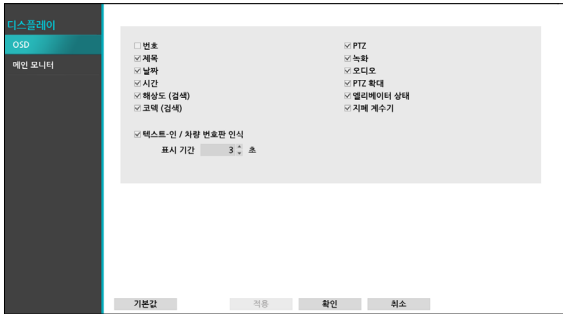 디스플레이
OSD
메인 모니터
번호
제목
날짜
시간
해상도 (검색)
코덱 (검색)
PTZ
녹화
오디오
PTZ 확대
엘리베이터 상태
지폐 계수기
텍스트-인 / 차량 번호판 인식
표시 기간 3 초
기본값 적용 확인 취소